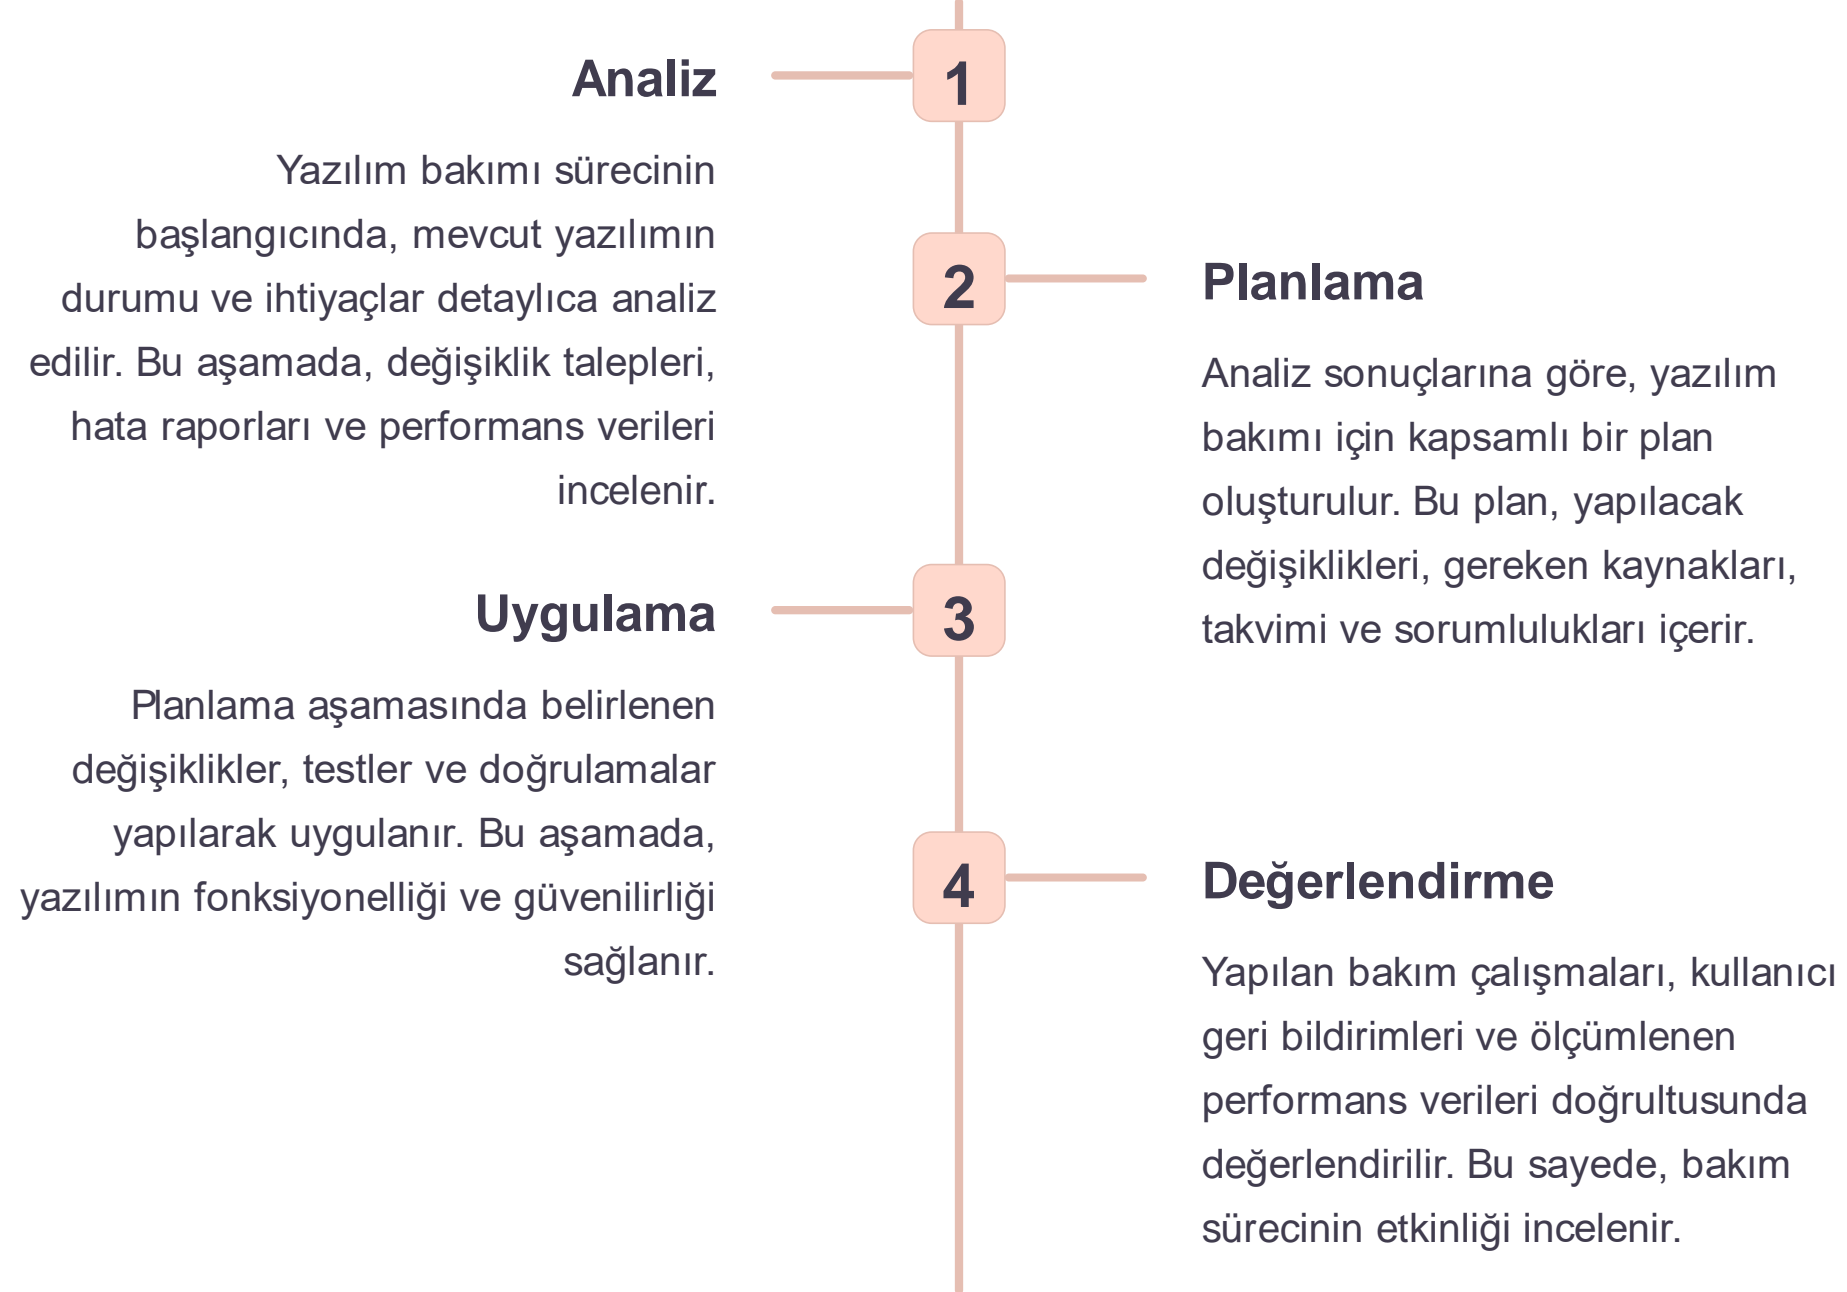 1
Analiz
Yazılım bakımı sürecinin
başlangıcında, mevcut yazılımın
durumu ve ihtiyaçlar detaylıca analiz
edilir. Bu aşamada, değişiklik talepleri,
hata raporları ve performans verileri
incelenir.
2
Planlama
Analiz sonuçlarına göre, yazılım
bakımı için kapsamlı bir plan
oluşturulur. Bu plan, yapılacak
değişiklikleri, gereken kaynakları,
takvimi ve sorumlulukları içerir.
3
Uygulama
Planlama aşamasında belirlenen
değişiklikler, testler ve doğrulamalar
yapılarak uygulanır. Bu aşamada,
yazılımın fonksiyonelliği ve güvenilirliği
sağlanır.
4
Değerlendirme
Yapılan bakım çalışmaları, kullanıcı
geri bildirimleri ve ölçümlenen
performans verileri doğrultusunda
değerlendirilir. Bu sayede, bakım
sürecinin etkinliği incelenir.